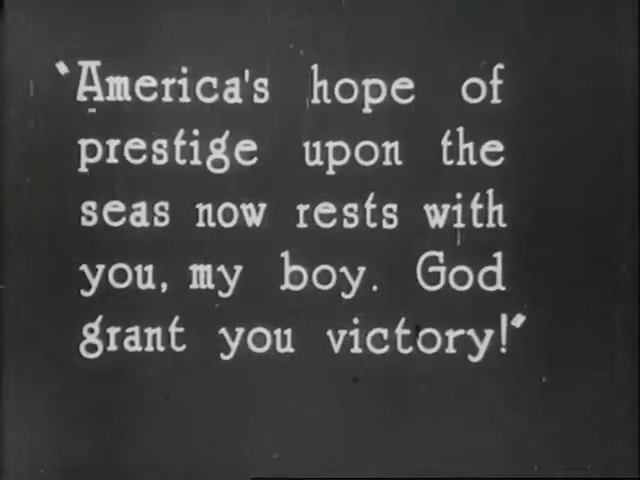 "America's hope of
prestige upon the
seas now rests with
you, my boy. God
grant you victory!"